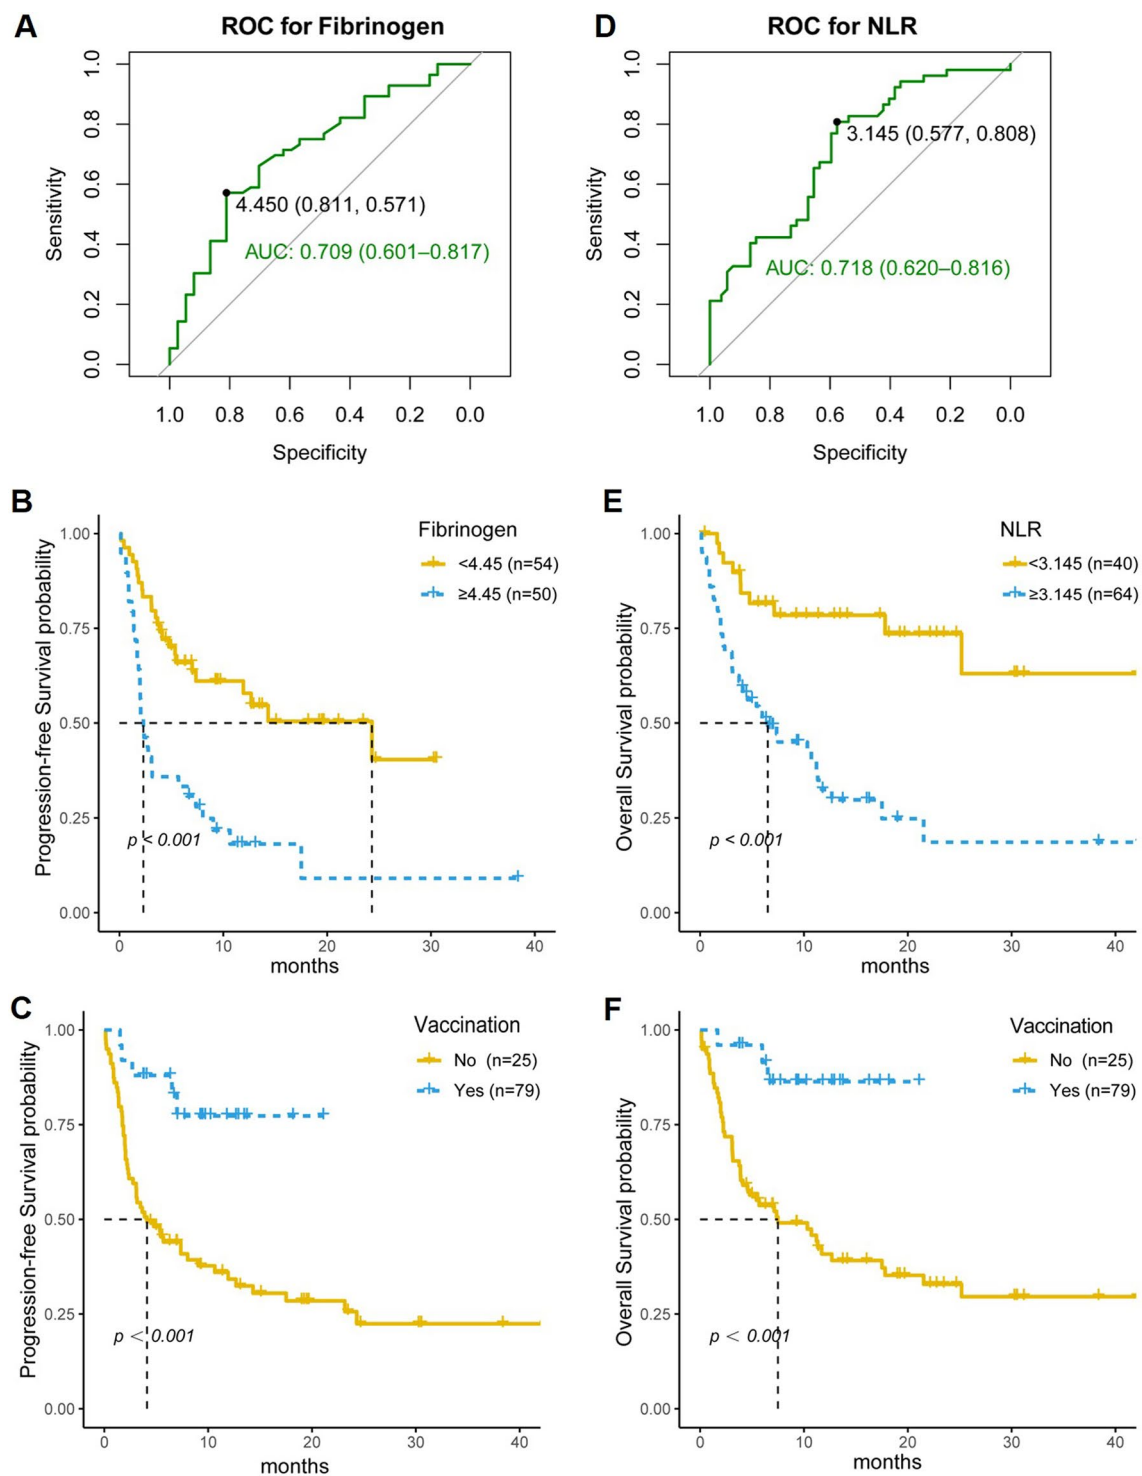 A
ROC for Fibrinogen
Sensitivity
1.0
0.8
0.6
0.4
0.2
0.0
4.450 (0.811, 0.571)
AUC: 0.709 (0.601–0.817)
1.0 0.8 0.6 0.4 0.2 0.0
Specificity
D
ROC for NLR
Sensitivity
1.0
0.8
0.6
0.4
0.2
0.0
3.145 (0.577, 0.808)
AUC: 0.718 (0.620–0.816)
1.0 0.8 0.6 0.4 0.2 0.0
Specificity
B
Progression-free Survival probability
1.00
0.75
0.50
0.25
0.00
Fibrinogen
<4.45 (n=54)
≥4.45 (n=50)
p < 0.001
0 10 20 30 40
months
E
Overall Survival probability
1.00
0.75
0.50
0.25
0.00
NLR
<3.145 (n=40)
≥3.145 (n=64)
p < 0.001
0 10 20 30 40
months
C
Progression-free Survival probability
1.00
0.75
0.50
0.25
0.00
Vaccination
No (n=25)
Yes (n=79)
p < 0.001
0 10 20 30 40
months
F
Overall Survival probability
1.00
0.75
0.50
0.25
0.00
Vaccination
No (n=25)
Yes (n=79)
p < 0.001
0 10 20 30 40
months